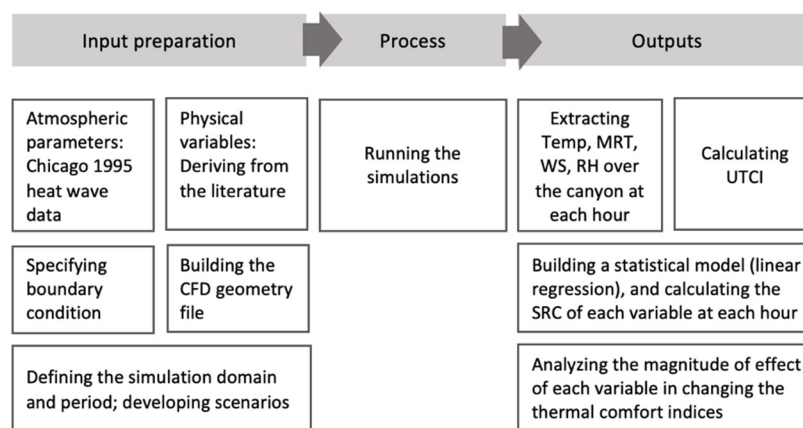 Input preparation
Process
Outputs
Atmospheric
parameters:
Chicago 1995
heat wave
data
Physical
variables:
Deriving from
the literature
Running the
simulations
Extracting
Temp, MRT,
WS, RH over
the canyon at
each hour
Calculating
UTCI
Specifying
boundary
condition
Building the
CFD geometry
file
Building a statistical model (linear
regression), and calculating the
SRC of each variable at each hour
Defining the simulation domain
and period; developing scenarios
Analyzing the magnitude of effect
of each variable in changing the
thermal comfort indices